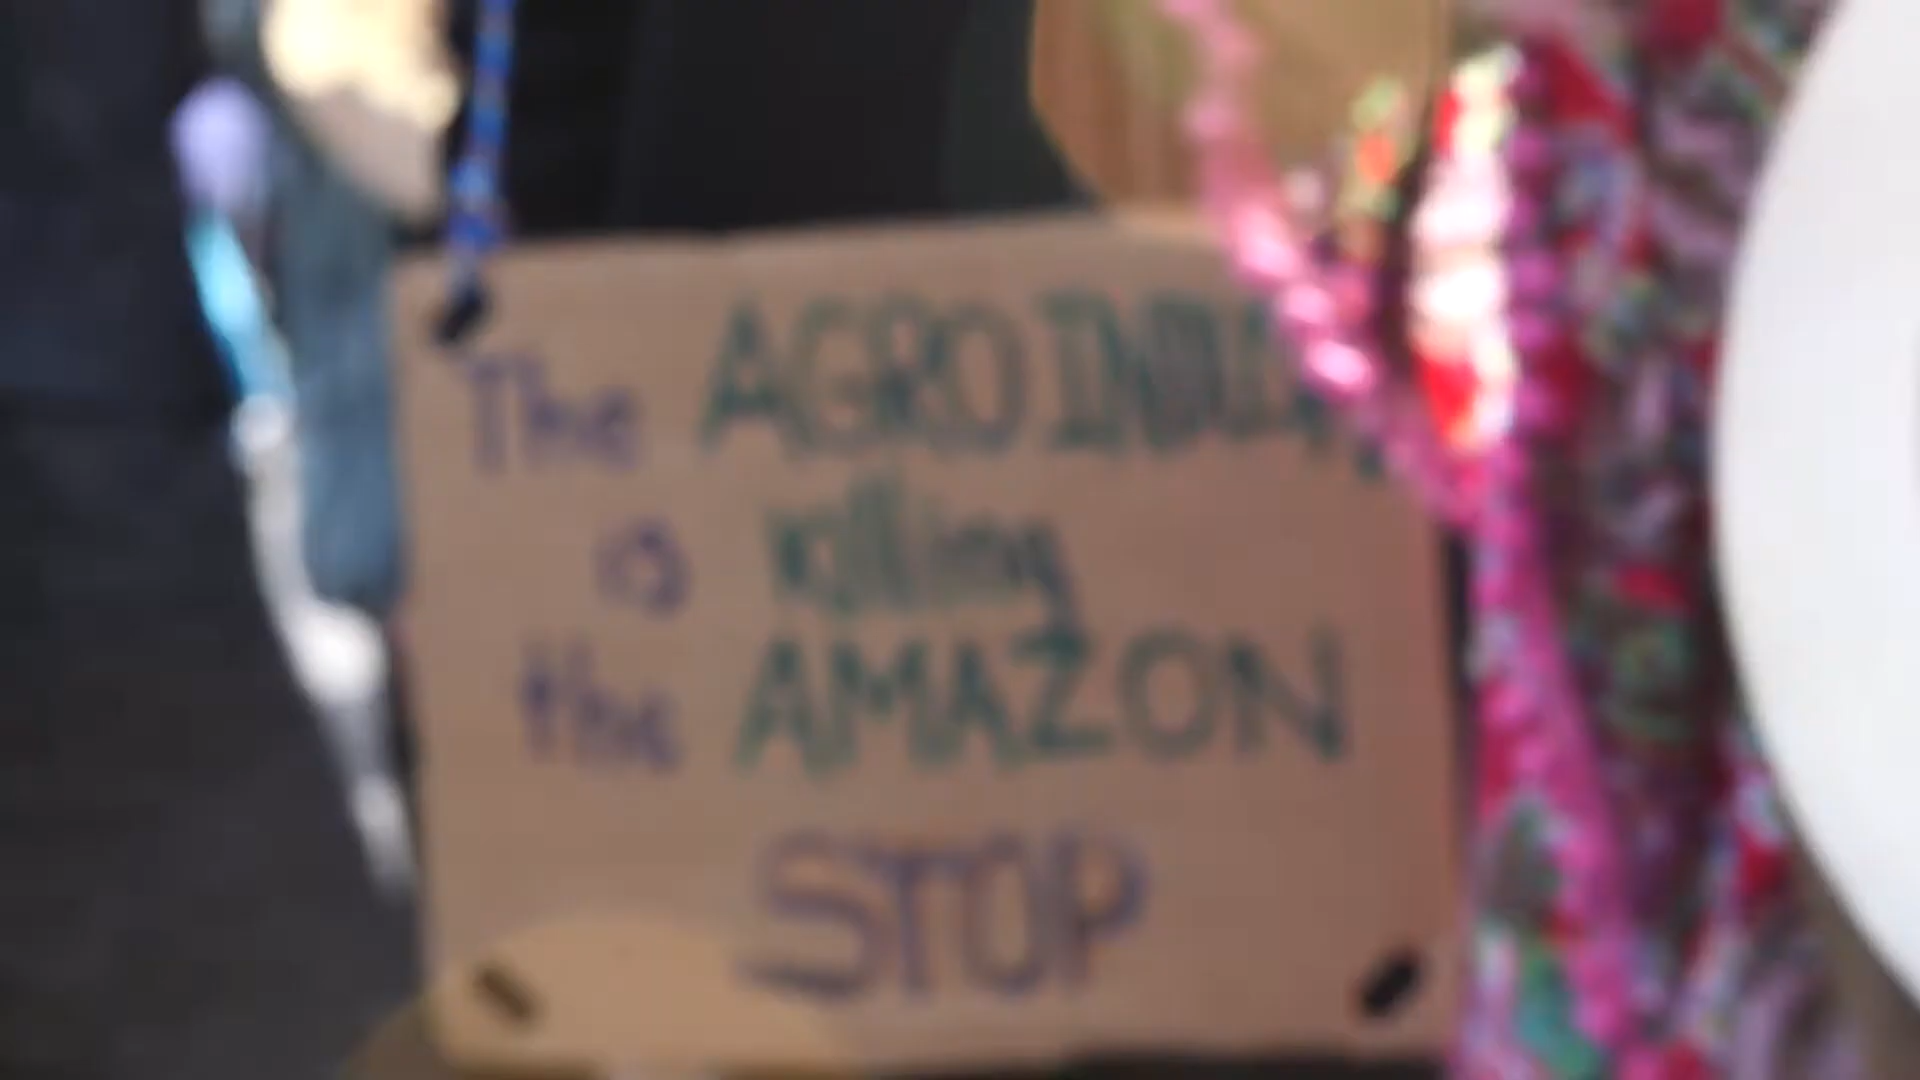 The AGRO
is killing
the AMAZON
STOP